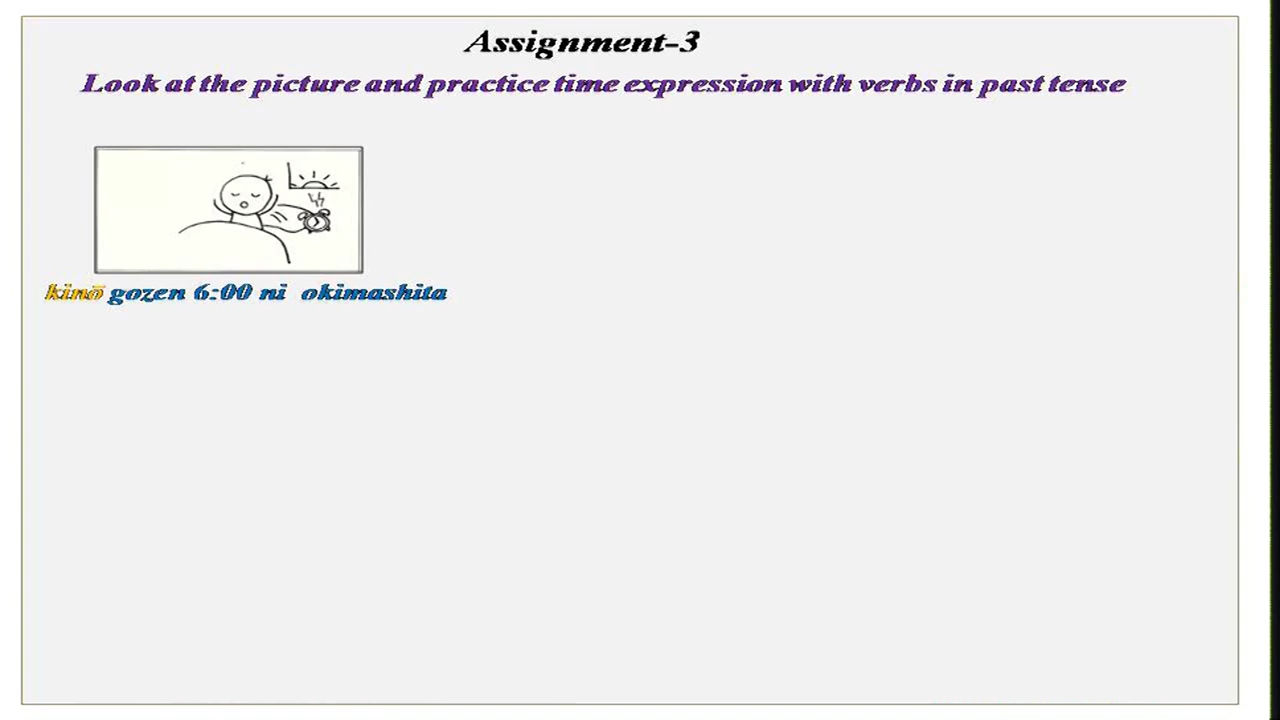 Assignment-3
Look at the picture and practice time expression with verbs in past tense
kinō gozen 6:00 ni okimashita